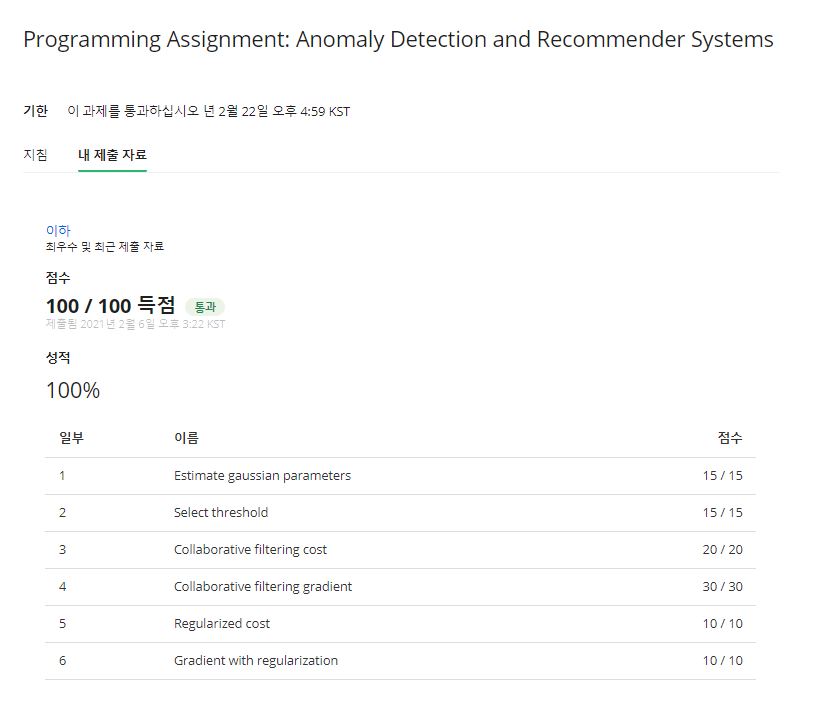 Programming Assignment: Anomaly Detection and Recommender Systems
기한 이 과제를 통과하십시오 년 2월 22일 오후 4:59 KST
지침 내 제출 자료
이하
최우수 및 최근 제출 자료
점수
100 / 100 득점 통과
제출됨 2021년 2월 6일 오후 3:22 KST
성적
100%
일부 이름 점수
1 Estimate gaussian parameters 15 / 15
2 Select threshold 15 / 15
3 Collaborative filtering cost 20 / 20
4 Collaborative filtering gradient 30 / 30
5 Regularized cost 10 / 10
6 Gradient with regularization 10 / 10